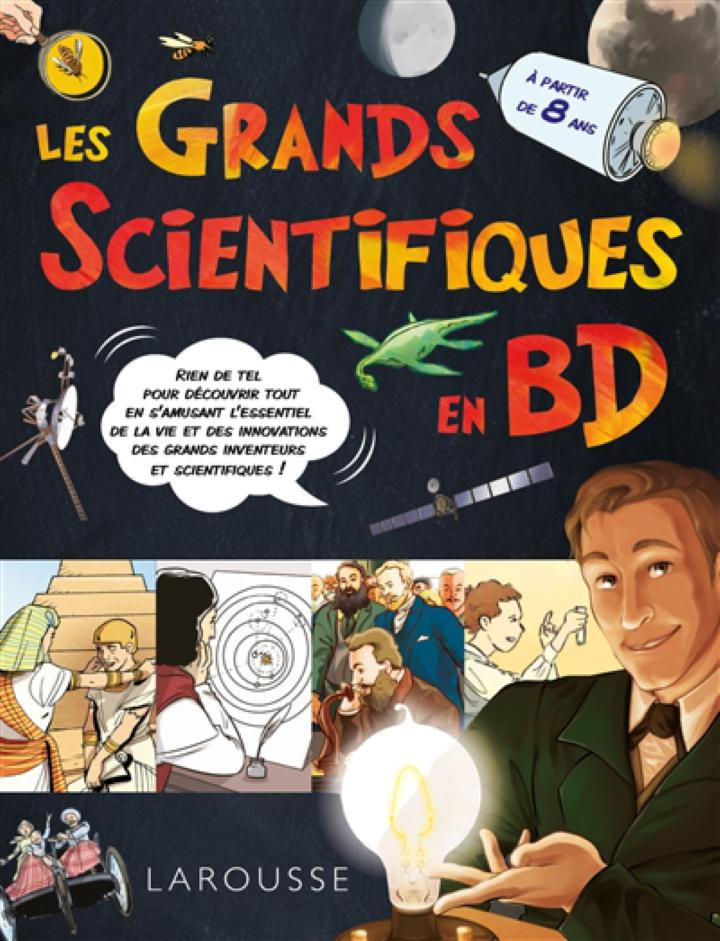 À PARTIR
DE 8 ANS
LES GRANDS
SCIENTIFIQUES
EN BD
RIEN DE TEL
POUR DÉCOUVRIR TOUT
EN S'AMUSANT L'ESSENTIEL
DE LA VIE ET DES INNOVATIONS
DES GRANDS INVENTEURS
ET SCIENTIFIQUES !
LAROUSSE